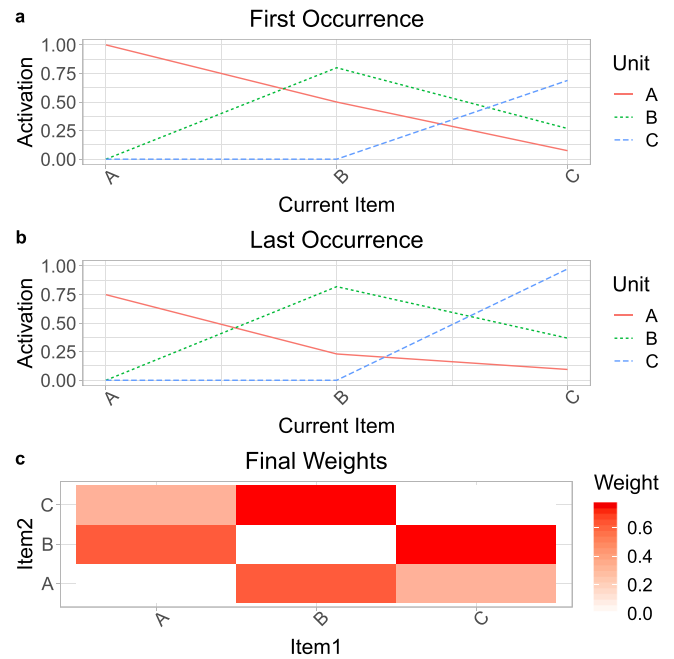 a
First Occurrence
Activation
1.00
0.75
0.50
0.25
0.00
A
B
C
Current Item
Unit
A
B
C
b
Last Occurrence
Activation
1.00
0.75
0.50
0.25
0.00
A
B
C
Current Item
Unit
A
B
C
c
Final Weights
Item2
C
B
A
A
B
C
Item1
Weight
0.6
0.4
0.2
0.0